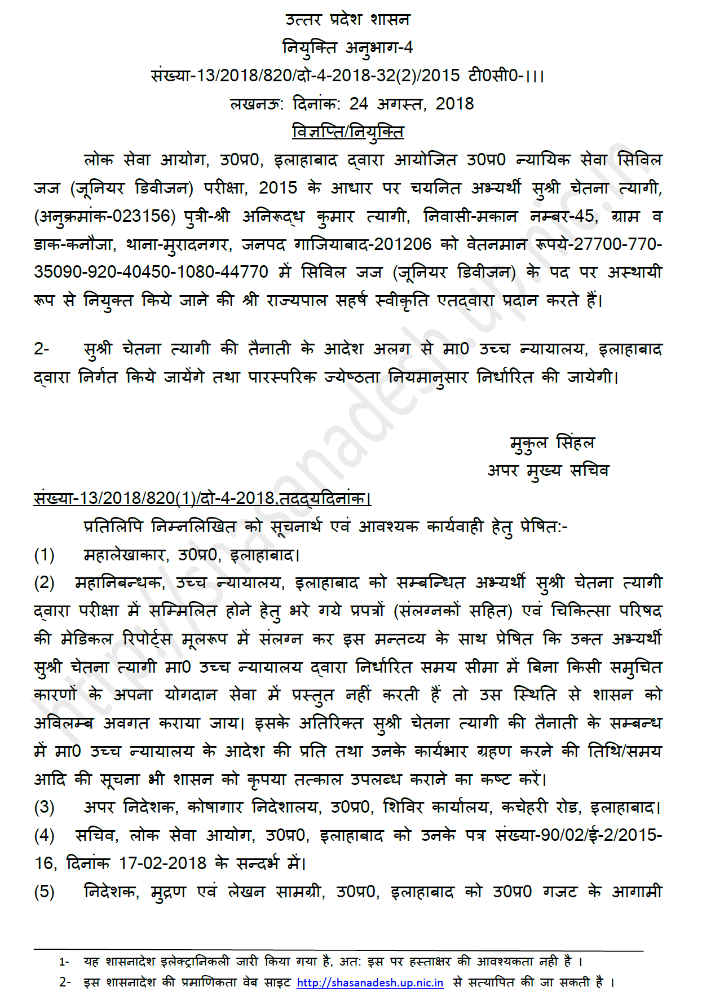 उत्तर प्रदेश शासन
नियुक्ति अनुभाग-4
संख्या-13/2018/820/दो-4-2018-32(2)/2015 टी0सी0-।।।
लखनऊ: दिनांक: 24 अगस्त, 2018
विज्ञप्ति/नियुक्ति
लोक सेवा आयोग, उ0प्र0, इलाहाबाद द्वारा आयोजित उ0प्र0 न्यायिक सेवा सिविल
जज (जूनियर डिवीजन) परीक्षा, 2015 के आधार पर चयनित अभ्यर्थी सुश्री चेतना त्यागी,
(अनुक्रमांक-023156) पुत्री-श्री अनिरूद्ध कुमार त्यागी, निवासी-मकान नम्बर-45, ग्राम व
डाक-कनौजा, थाना-मुरादनगर, जनपद गाजियाबाद-201206 को वेतनमान रूपये-27700-770-
35090-920-40450-1080-44770 में सिविल जज (जूनियर डिवीजन) के पद पर अस्थायी
रूप से नियुक्त किये जाने की श्री राज्यपाल सहर्ष स्वीकृति एतद्वारा प्रदान करते हैं।
2- सुश्री चेतना त्यागी की तैनाती के आदेश अलग से मा0 उच्च न्यायालय, इलाहाबाद
द्वारा निर्गत किये जायेंगे तथा पारस्परिक ज्येष्ठता नियमानुसार निर्धारित की जायेगी।
मुकुल सिंहल
अपर मुख्य सचिव
संख्या-13/2018/820(1)/दो-4-2018,तदद्यदिनांक।
प्रतिलिपि निम्नलिखित को सूचनार्थ एवं आवश्यक कार्यवाही हेतु प्रेषित:-
(1) महालेखाकार, उ0प्र0, इलाहाबाद।
(2) महानिबन्धक, उच्च न्यायालय, इलाहाबाद को सम्बन्धित अभ्यर्थी सुश्री चेतना त्यागी
द्वारा परीक्षा में सम्मिलित होने हेतु भरे गये प्रपत्रों (संलग्नकों सहित) एवं चिकित्सा परिषद
की मेडिकल रिपोर्ट्स मूलरूप में संलग्न कर इस मन्तव्य के साथ प्रेषित कि उक्त अभ्यर्थी
सुश्री चेतना त्यागी मा0 उच्च न्यायालय द्वारा निर्धारित समय सीमा में बिना किसी समुचित
कारणों के अपना योगदान सेवा में प्रस्तुत नहीं करती हैं तो उस स्थिति से शासन को
अविलम्ब अवगत कराया जाय। इसके अतिरिक्त सुश्री चेतना त्यागी की तैनाती के सम्बन्ध
में मा0 उच्च न्यायालय के आदेश की प्रति तथा उनके कार्यभार ग्रहण करने की तिथि/समय
आदि की सूचना भी शासन को कृपया तत्काल उपलब्ध कराने का कष्ट करें।
(3) अपर निदेशक, कोषागार निदेशालय, उ0प्र0, शिविर कार्यालय, कचेहरी रोड, इलाहाबाद।
(4) सचिव, लोक सेवा आयोग, उ0प्र0, इलाहाबाद को उनके पत्र संख्या-90/02/ई-2/2015-
16, दिनांक 17-02-2018 के सन्दर्भ में।
(5) निदेशक, मुद्रण एवं लेखन सामग्री, उ0प्र0, इलाहाबाद को उ0प्र0 गजट के आगामी
1- यह शासनादेश इलेक्ट्रानिकली जारी किया गया है, अत: इस पर हस्ताक्षर की आवश्यकता नही है ।
2- इस शासनादेश की प्रमाणिकता वेब साइट http://shasanadesh.up.nic.in से सत्यापित की जा सकती है ।
http://shasanadesh.up.nic.in